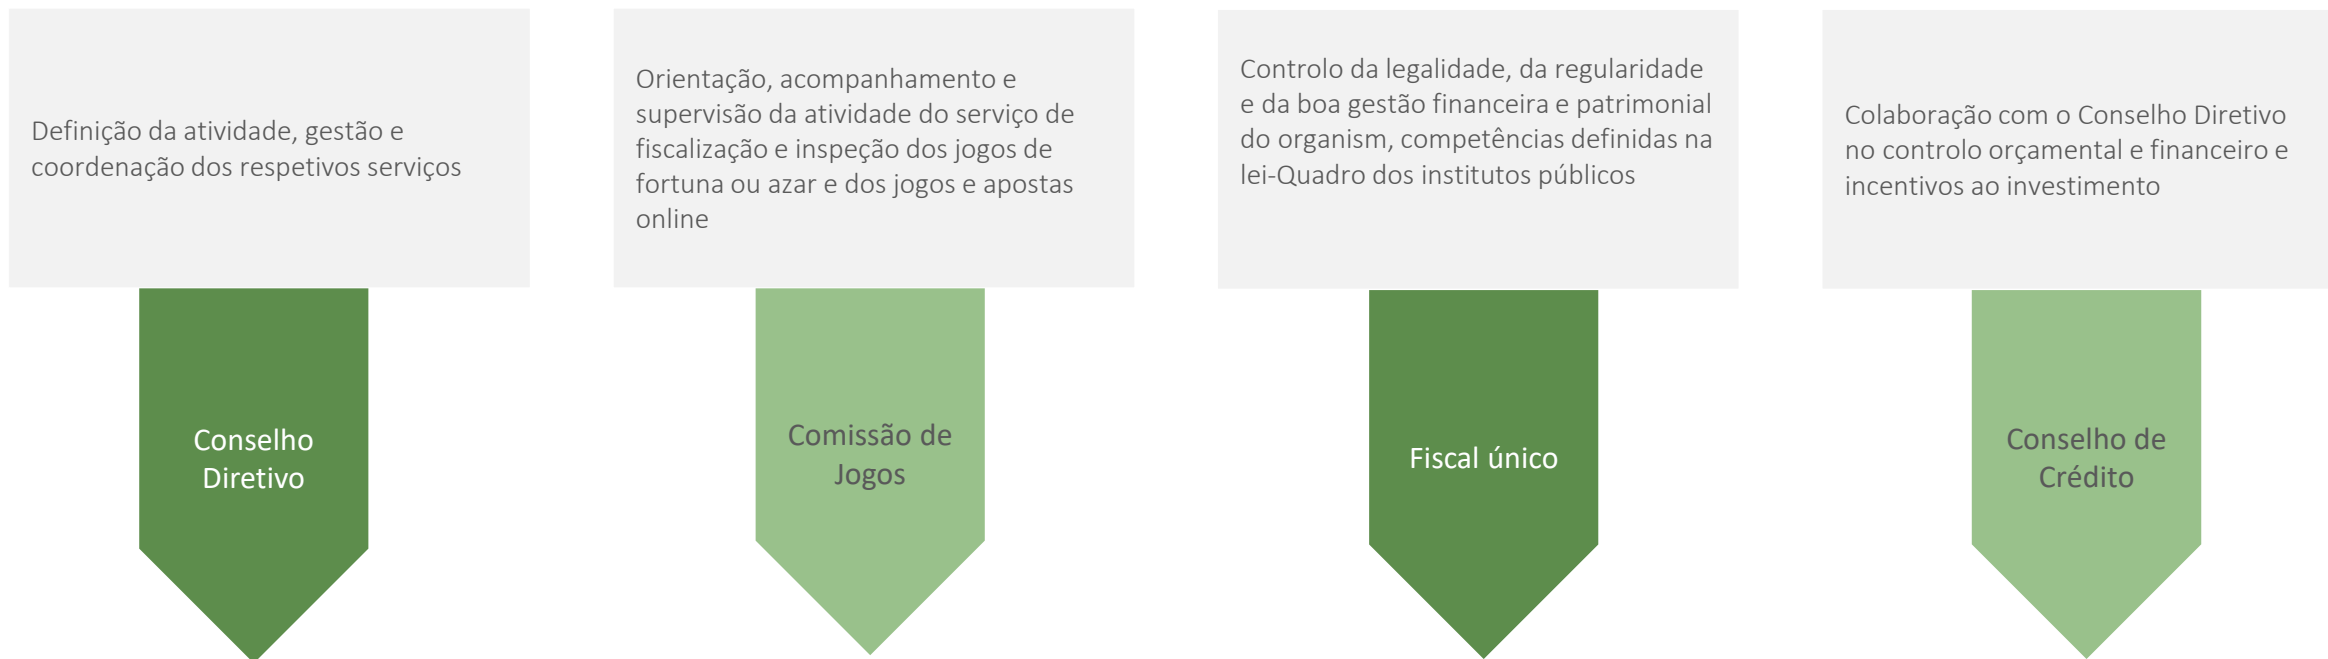 Definição da atividade, gestão e
coordenação dos respetivos serviços
Orientação, acompanhamento e
supervisão da atividade do serviço de
fiscalização e inspeção dos jogos de
fortuna ou azar e dos jogos e apostas
online
Controlo da legalidade, da regularidade
e da boa gestão financeira e patrimonial
do organism, competências definidas na
lei-Quadro dos institutos públicos
Colaboração com o Conselho Diretivo
no controlo orçamental e financeiro e
incentivos ao investimento
Conselho
Diretivo
Comissão de
Jogos
Fiscal único
Conselho de
Crédito